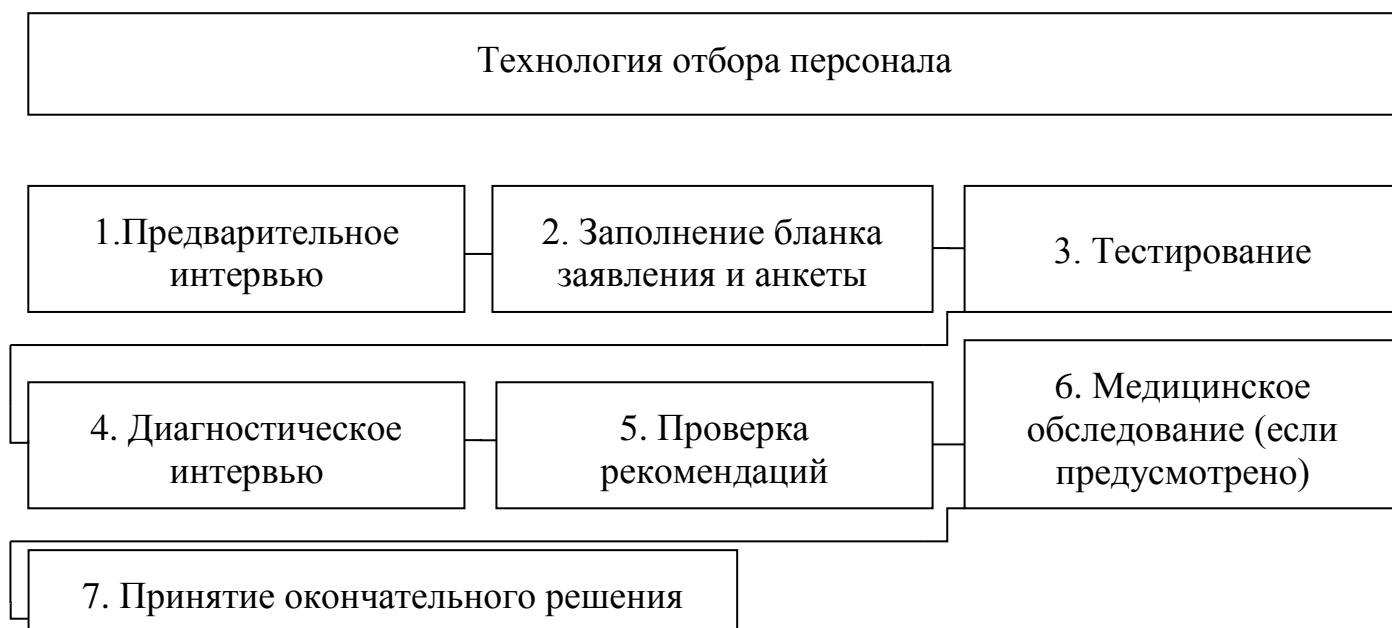 Технология отбора персонала
1.Предварительное
интервью
2. Заполнение бланка
заявления и анкеты
3. Тестирование
4. Диагностическое
интервью
5. Проверка
рекомендаций
6. Медицинское
обследование (если
предусмотрено)
7. Принятие окончательного решения